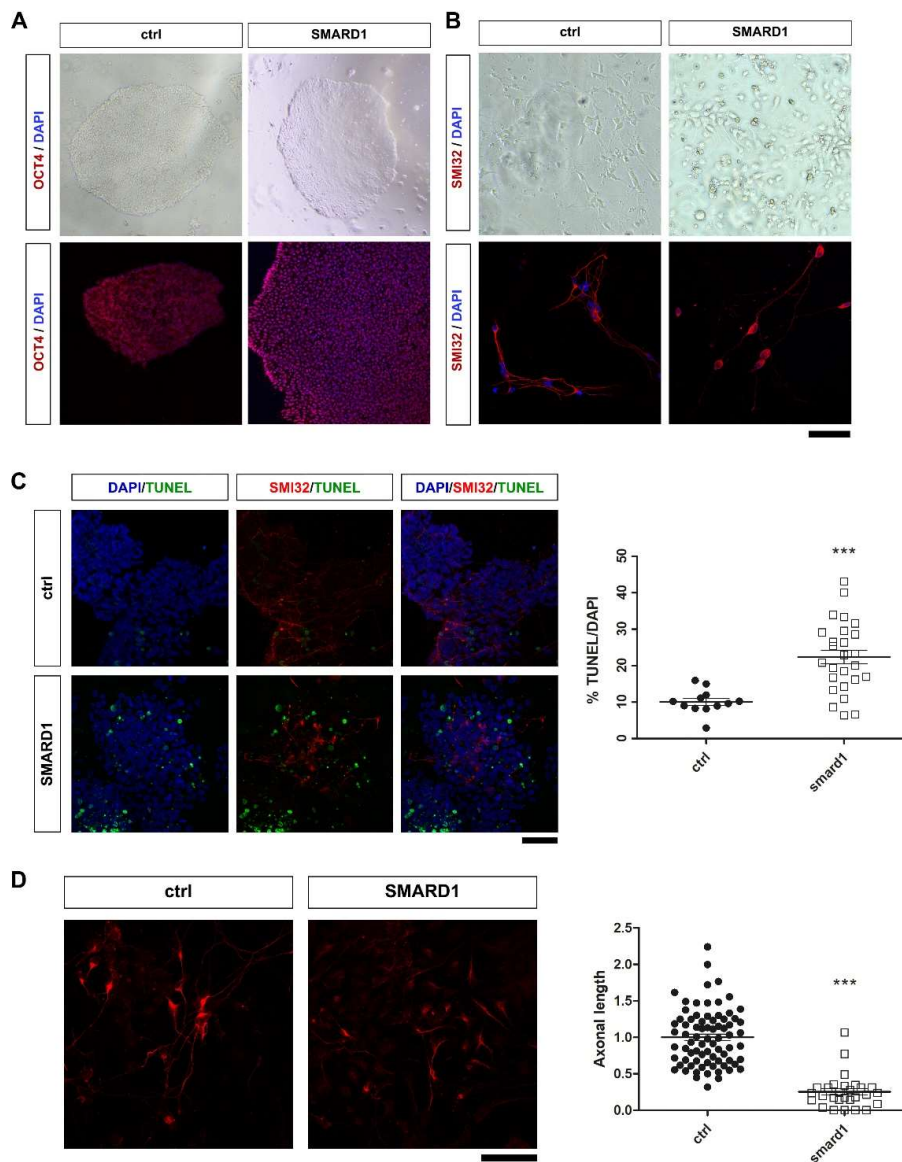 A
ctrl
SMARD1
OCT4 / DAPI
OCT4 / DAPI
B
ctrl
SMARD1
SMI32 / DAPI
SMI32 / DAPI
C
DAPI/TUNEL
SMI32/TUNEL
DAPI/SMI32/TUNEL
ctrl
SMARD1
% TUNEL/DAPI
50
40
30
20
10
0
***
ctrl
smard1
D
ctrl
SMARD1
Axonal length
2.5
2.0
1.5
1.0
0.5
0.0
***
ctrl
smard1